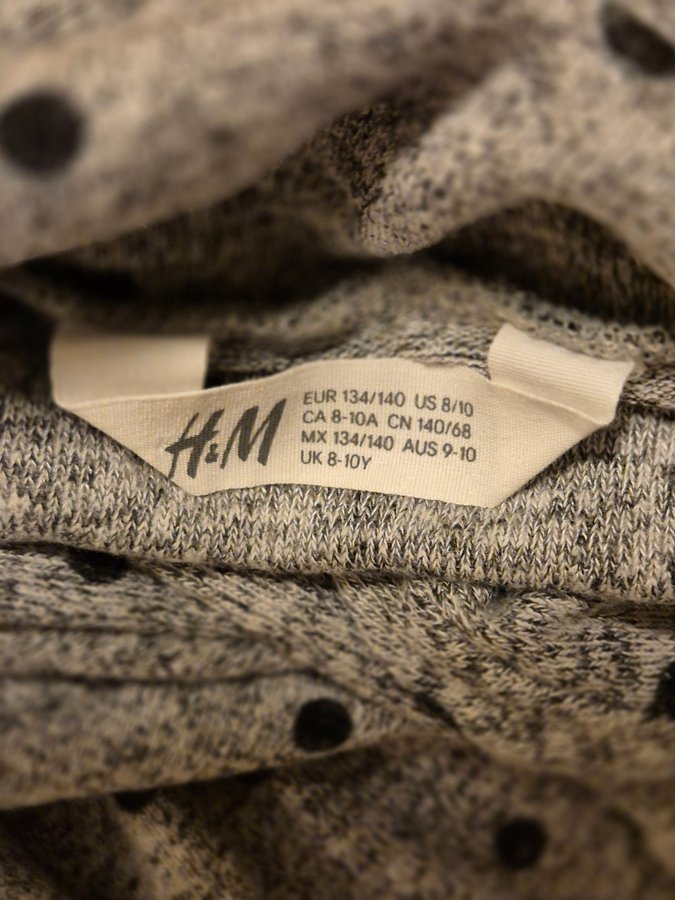 H&M
EUR 134/140 US 8/10
CA 8-10A CN 140/68
MX 134/140 AUS 9-10
UK 8-10Y